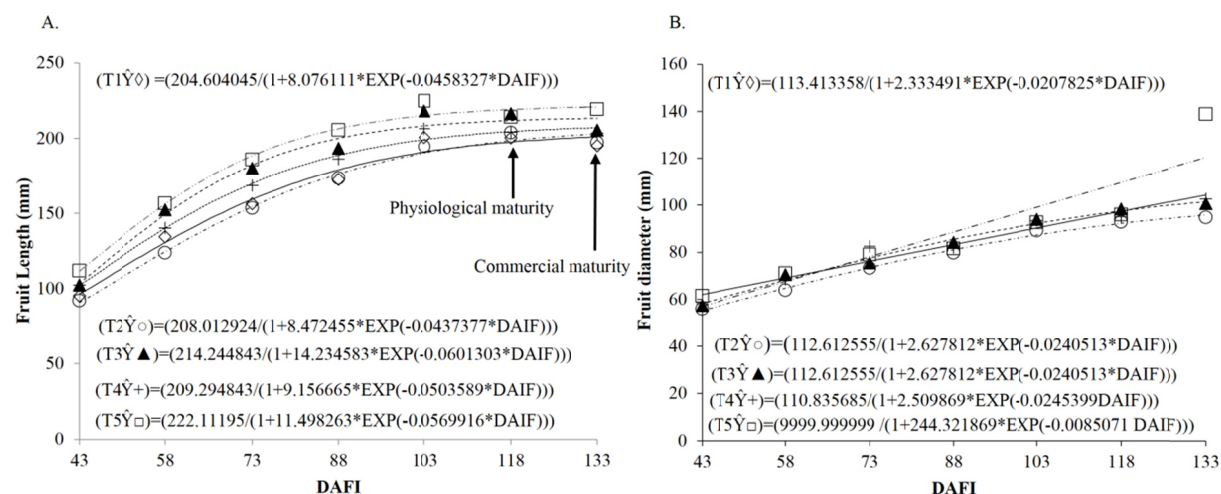 A.
Fruit Length (mm)
250
200
150
100
50
0
(T1Ŷ◊) =(204.604045/(1+8.076111*EXP(-0.0458327*DAIF)))
Physiological maturity
Commercial maturity
(T2Ŷ○)=(208.012924/(1+8.472455*EXP(-0.0437377*DAIF)))
(T3Ŷ▲)=(214.244843/(1+14.234583*EXP(-0.0601303*DAIF)))
(T4Ŷ+)=(209.294843/(1+9.156665*EXP(-0.0503589*DAIF)))
(T5Ŷ□)=(222.11195/(1+11.498263*EXP(-0.0569916*DAIF)))
43 58 73 88 103 118 133
DAFI
B.
Fruit diameter (mm)
160
140
120
100
80
60
40
20
0
(T1Ŷ◊)=(113.413358/(1+2.333491*EXP(-0.0207825*DAIF)))
(T2Ŷ○)=(112.612555/(1+2.627812*EXP(-0.0240513*DAIF)))
(T3Ŷ▲)=(112.612555/(1+2.627812*EXP(-0.0240513*DAIF)))
(T4Ŷ+)=(110.835685/(1+2.509869*EXP(-0.0245399*DAIF)))
(T5Ŷ□)=(9999.999999 /(1+244.321869*EXP(-0.0085071 DAIF)))
43 58 73 88 103 118 133
DAFI